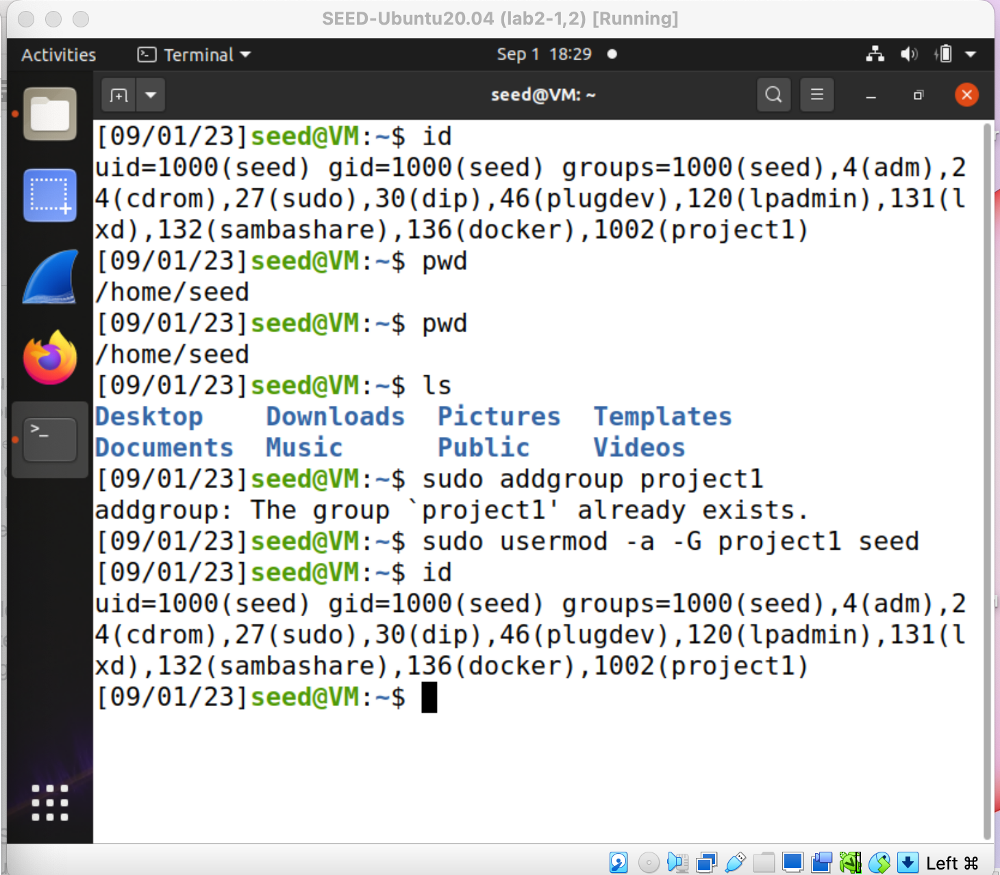 SEED-Ubuntu20.04 (lab2-1,2) [Running]
Activities Terminal Sep 1 18:29
seed@VM: ~
[09/01/23]seed@VM:~$ id
uid=1000(seed) gid=1000(seed) groups=1000(seed),4(adm),2
4(cdrom),27(sudo),30(dip),46(plugdev),120(lpadmin),131(l
xd),132(sambashare),136(docker),1002(project1)
[09/01/23]seed@VM:~$ pwd
/home/seed
[09/01/23]seed@VM:~$ pwd
/home/seed
[09/01/23]seed@VM:~$ ls
Desktop Downloads Pictures Templates
Documents Music Public Videos
[09/01/23]seed@VM:~$ sudo addgroup project1
addgroup: The group `project1' already exists.
[09/01/23]seed@VM:~$ sudo usermod -a -G project1 seed
[09/01/23]seed@VM:~$ id
uid=1000(seed) gid=1000(seed) groups=1000(seed),4(adm),2
4(cdrom),27(sudo),30(dip),46(plugdev),120(lpadmin),131(l
xd),132(sambashare),136(docker),1002(project1)
[09/01/23]seed@VM:~$
Left ⌘